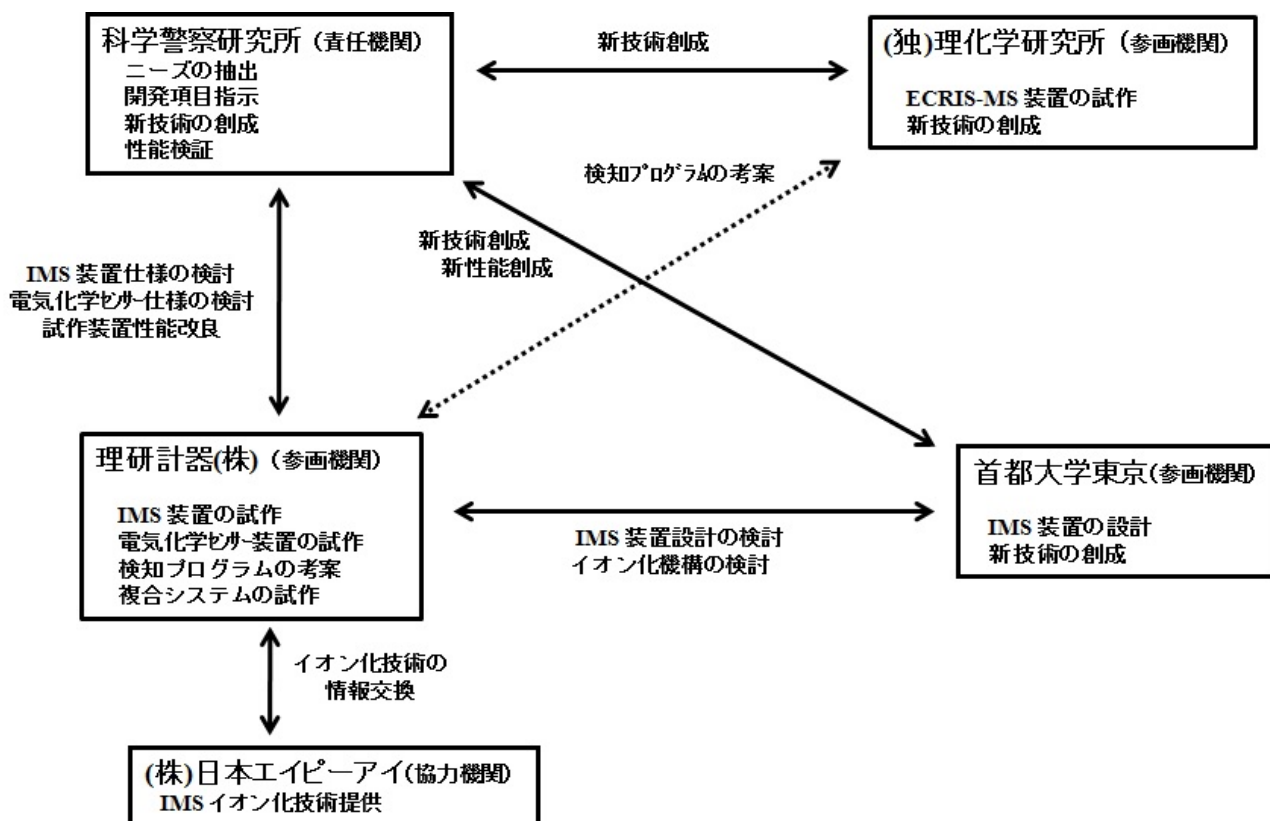 科学警察研究所（責任機関）
ニーズの抽出
開発項目指示
新技術の創成
性能検証
新技術創成
(独)理化学研究所（参画機関）
ECRIS-MS 装置の試作
新技術の創成
検知ﾌﾟﾛｸﾞﾗﾑの考案
新技術創成
新性能創成
IMS 装置仕様の検討
電気化学ｾﾝｻｰ仕様の検討
試作装置性能改良
理研計器(株)（参画機関）
IMS 装置の試作
電気化学ｾﾝｻｰ装置の試作
検知プログラムの考案
複合システムの試作
IMS 装置設計の検討
イオン化機構の検討
首都大学東京(参画機関)
IMS 装置の設計
新技術の創成
イオン化技術の
情報交換
(株)日本エイピーアイ(協力機関)
IMS イオン化技術提供